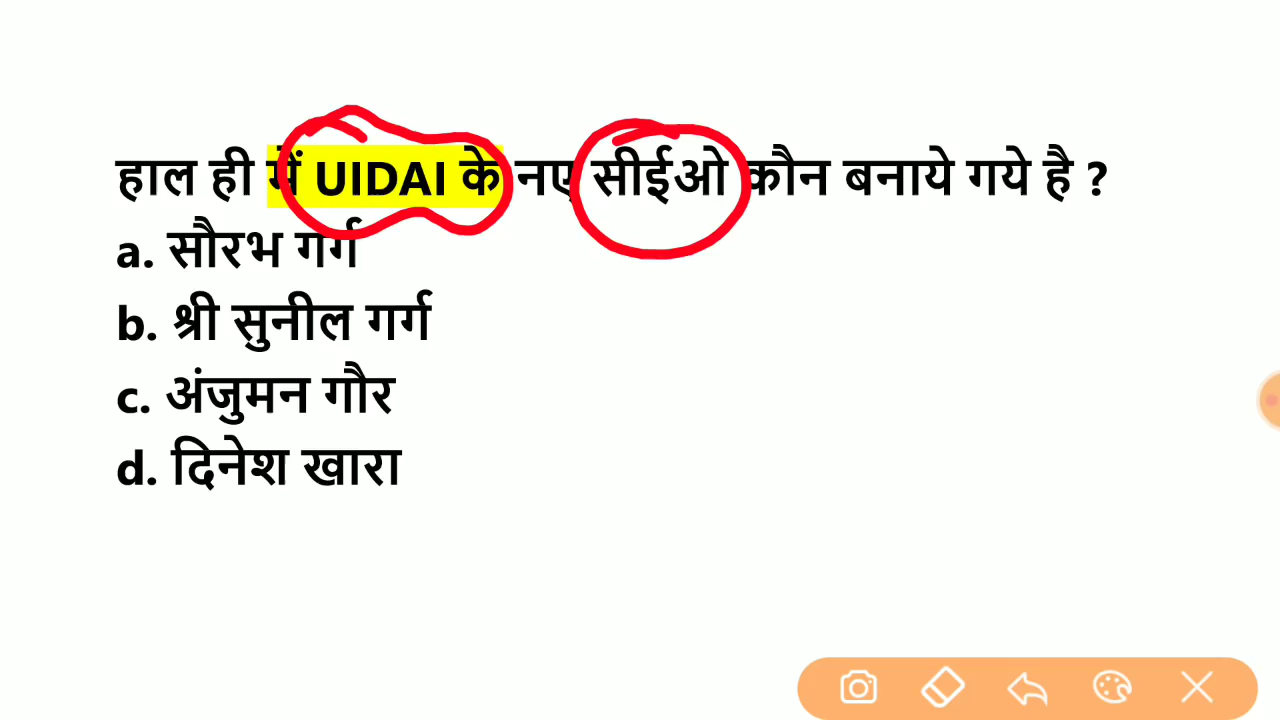 हाल ही में UIDAI के नए सीईओ कौन बनाये गये है ?
a. सौरभ गर्ग
b. श्री सुनील गर्ग
c. अंजुमन गौर
d. दिनेश खारा